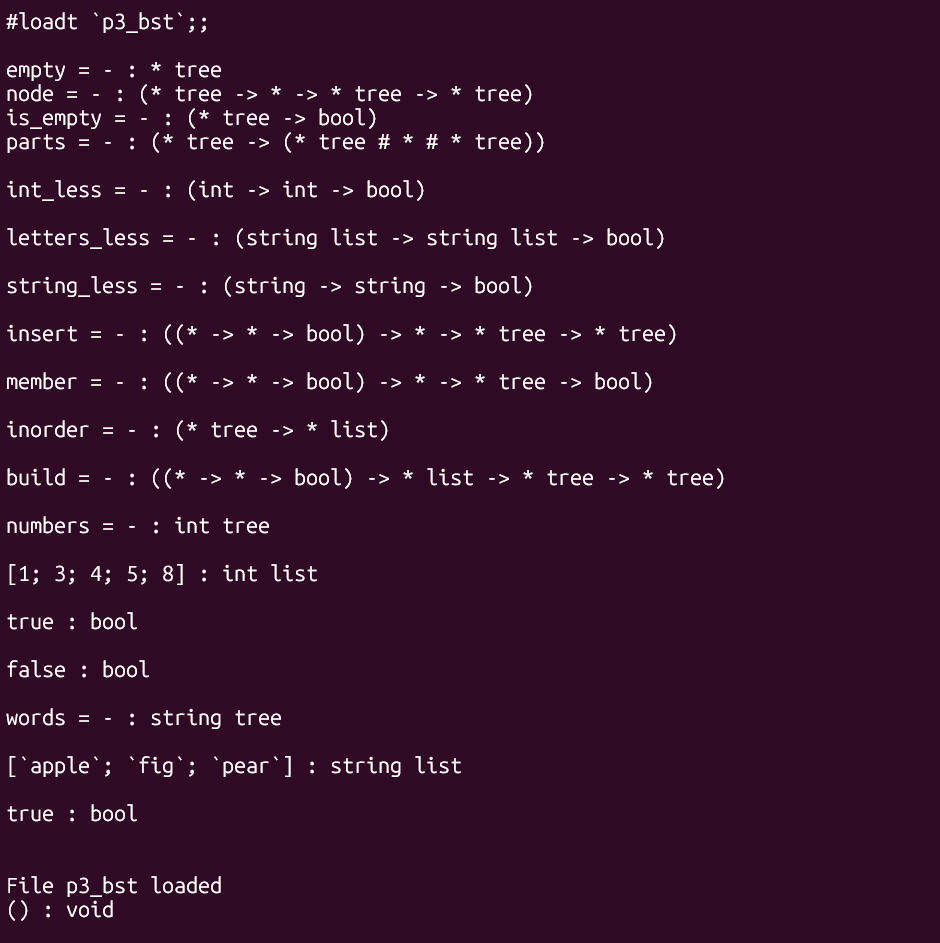 #loadt `p3_bst`;;
empty = - : * tree
node = - : (* tree -> * -> * tree -> * tree)
is_empty = - : (* tree -> bool)
parts = - : (* tree -> (* tree # * # * tree))
int_less = - : (int -> int -> bool)
letters_less = - : (string list -> string list -> bool)
string_less = - : (string -> string -> bool)
insert = - : ((* -> * -> bool) -> * -> * tree -> * tree)
member = - : ((* -> * -> bool) -> * -> * tree -> bool)
inorder = - : (* tree -> * list)
build = - : ((* -> * -> bool) -> * list -> * tree -> * tree)
numbers = - : int tree
[1; 3; 4; 5; 8] : int list
true : bool
false : bool
words = - : string tree
[`apple`; `fig`; `pear`] : string list
true : bool
File p3_bst loaded
() : void